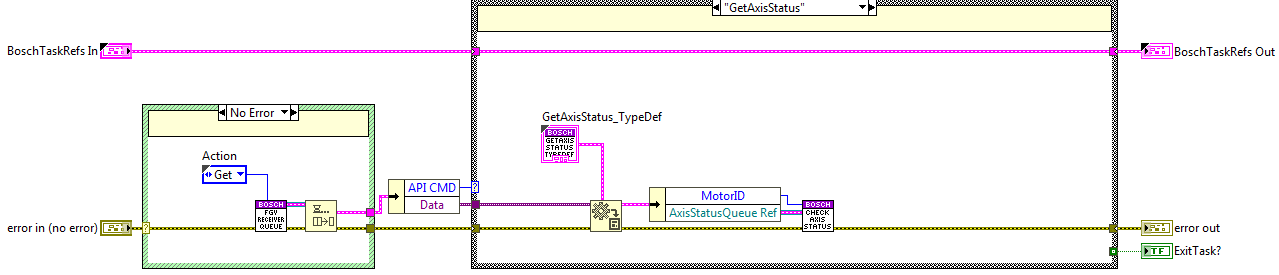 "GetAxisStatus"
BoschTaskRefs In
BoschTaskRefs Out
No Error
GetAxisStatus_TypeDef
BOSCH
GETAXIS
STATUS
TYPEDEF
Action
Get
API CMD
Data
?
MotorID
AxisStatusQueue Ref
BOSCH
FGV
RECEIVER
QUEUE
BOSCH
CHECK
AXIS
STATUS
error in (no error)
?
error out
TF
ExitTask?